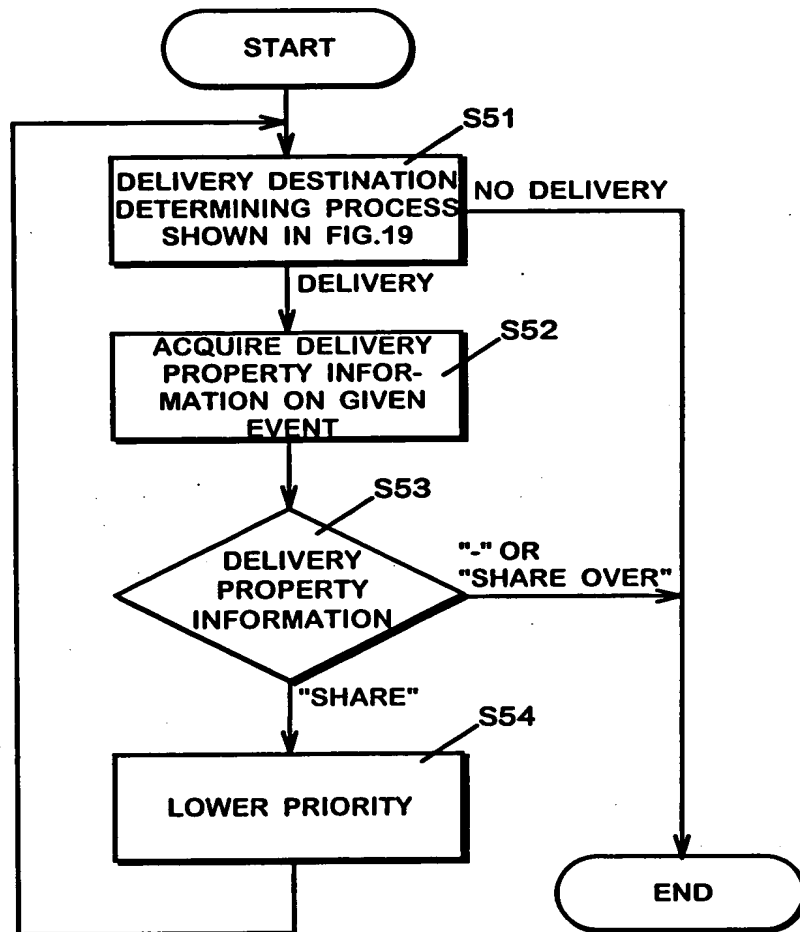 START
S51
DELIVERY DESTINATION
DETERMINING PROCESS
SHOWN IN FIG.19
NO DELIVERY
DELIVERY
S52
ACQUIRE DELIVERY
PROPERTY INFOR-
MATION ON GIVEN
EVENT
S53
DELIVERY
PROPERTY
INFORMATION
"-" OR
"SHARE OVER"
"SHARE"
S54
LOWER PRIORITY
END